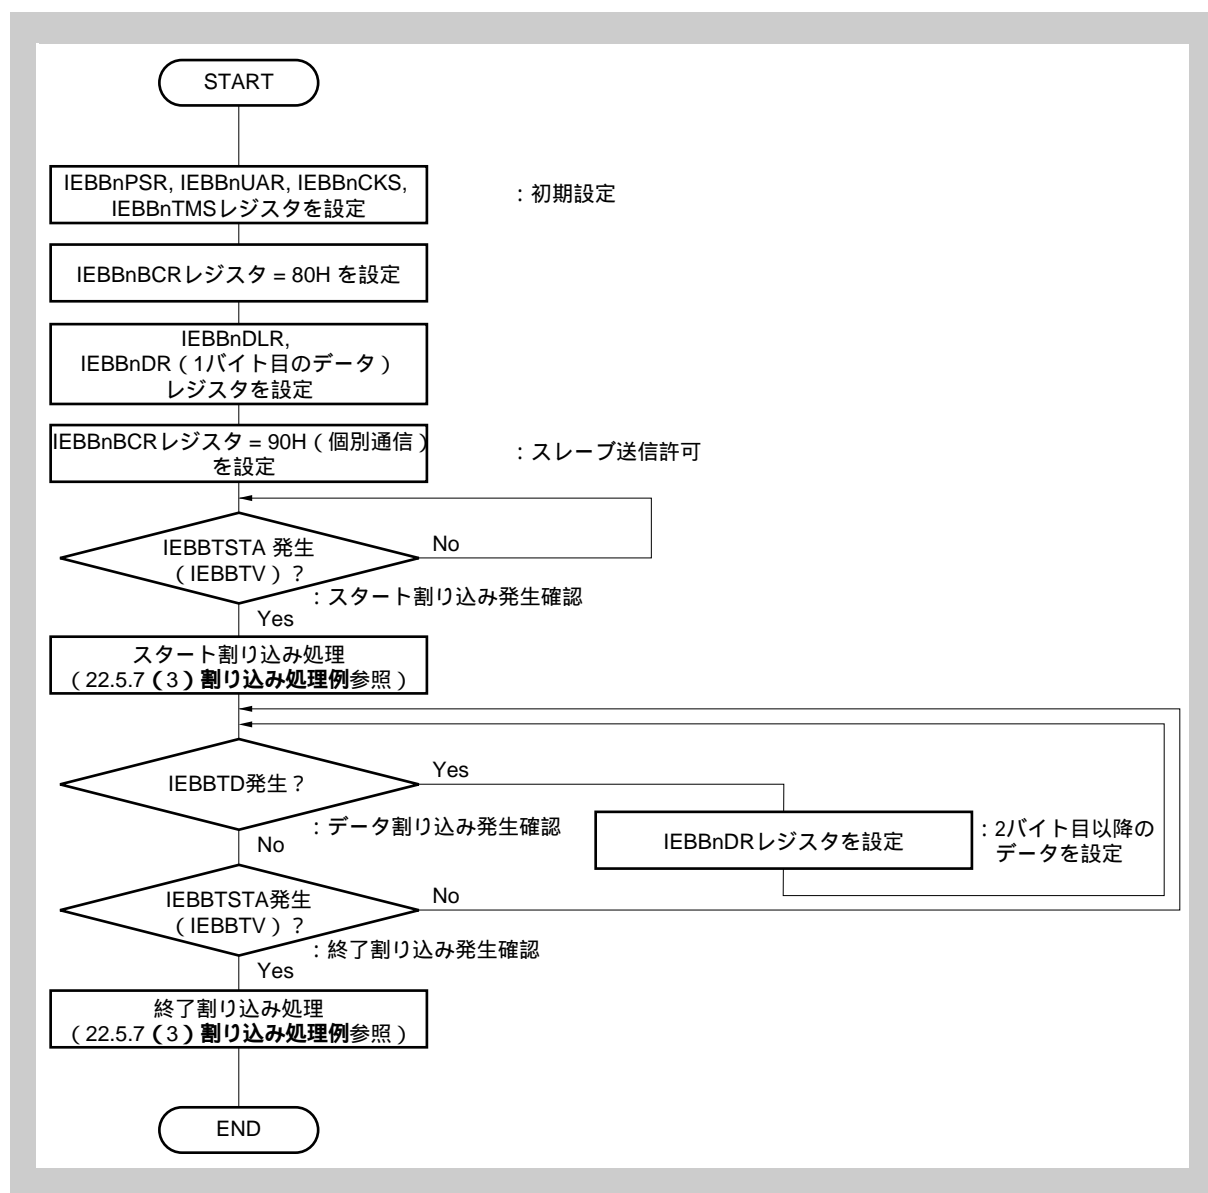 START
IEBBnPSR, IEBBnUAR, IEBBnCKS,
IEBBnTMSレジスタを設定
：初期設定
IEBBnBCRレジスタ = 80H を設定
IEBBnDLR,
IEBBnDR（1バイト目のデータ）
レジスタを設定
IEBBnBCRレジスタ = 90H（個別通信）
を設定
：スレーブ送信許可
IEBBTSTA 発生
（IEBBTV）？
No
：スタート割り込み発生確認
Yes
スタート割り込み処理
（22.5.7（3）割り込み処理例参照）
IEBBTD発生？
Yes
：データ割り込み発生確認
No
IEBBnDRレジスタを設定
：2バイト目以降の
データを設定
IEBBTSTA発生
（IEBBTV）？
No
：終了割り込み発生確認
Yes
終了割り込み処理
（22.5.7（3）割り込み処理例参照）
END